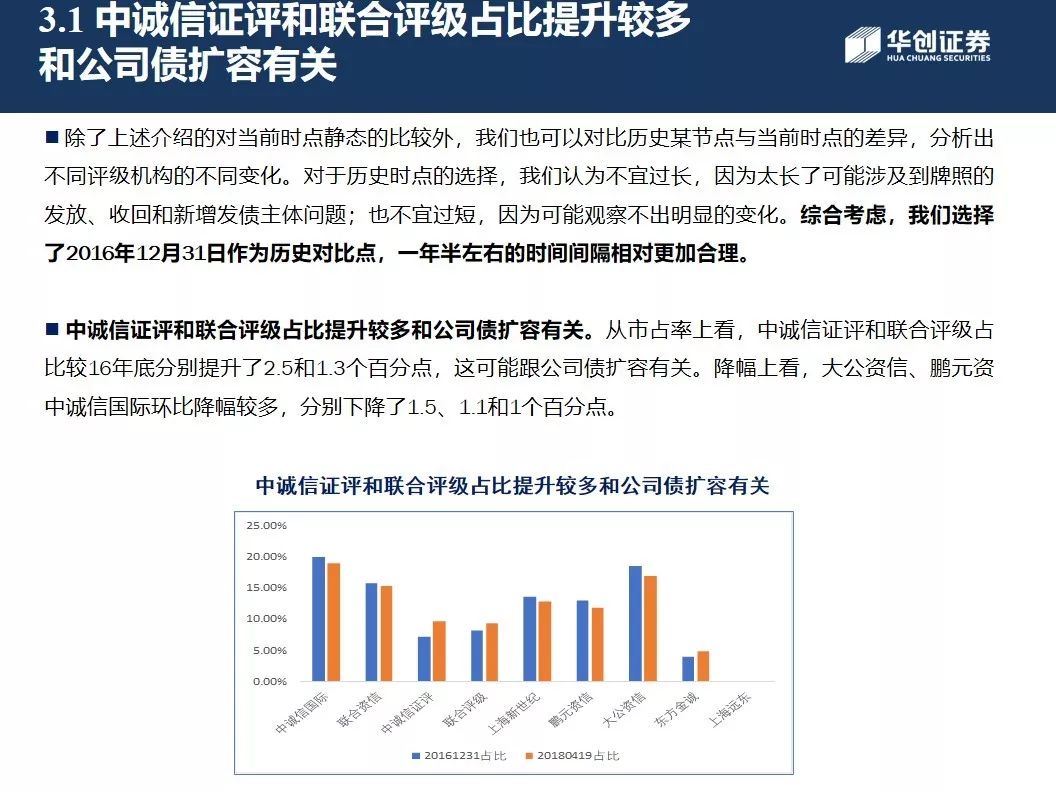 3.1 中诚信证评和联合评级占比提升较多
和公司债扩容有关
华创证券
HUA CHUANG SECURITIES
■ 除了上述介绍的对当前时点静态的比较外，我们也可以对比历史某节点与当前时点的差异，分析出
不同评级机构的不同变化。对于历史时点的选择，我们认为不宜过长，因为太长了可能涉及到牌照的
发放、收回和新增发债主体问题；也不宜过短，因为可能观察不出明显的变化。综合考虑，我们选择
了2016年12月31日作为历史对比点，一年半左右的时间间隔相对更加合理。
■ 中诚信证评和联合评级占比提升较多和公司债扩容有关。从市占率上看，中诚信证评和联合评级占
比较16年底分别提升了2.5和1.3个百分点，这可能跟公司债扩容有关。降幅上看，大公资信、鹏元资
中诚信国际环比降幅较多，分别下降了1.5、1.1和1个百分点。
中诚信证评和联合评级占比提升较多和公司债扩容有关
25.00%
20.00%
15.00%
10.00%
5.00%
0.00%
中诚信国际
联合资信
中诚信证评
联合评级
上海新世纪
鹏元资信
大公资信
东方金诚
上海远东
20161231占比
20180419占比